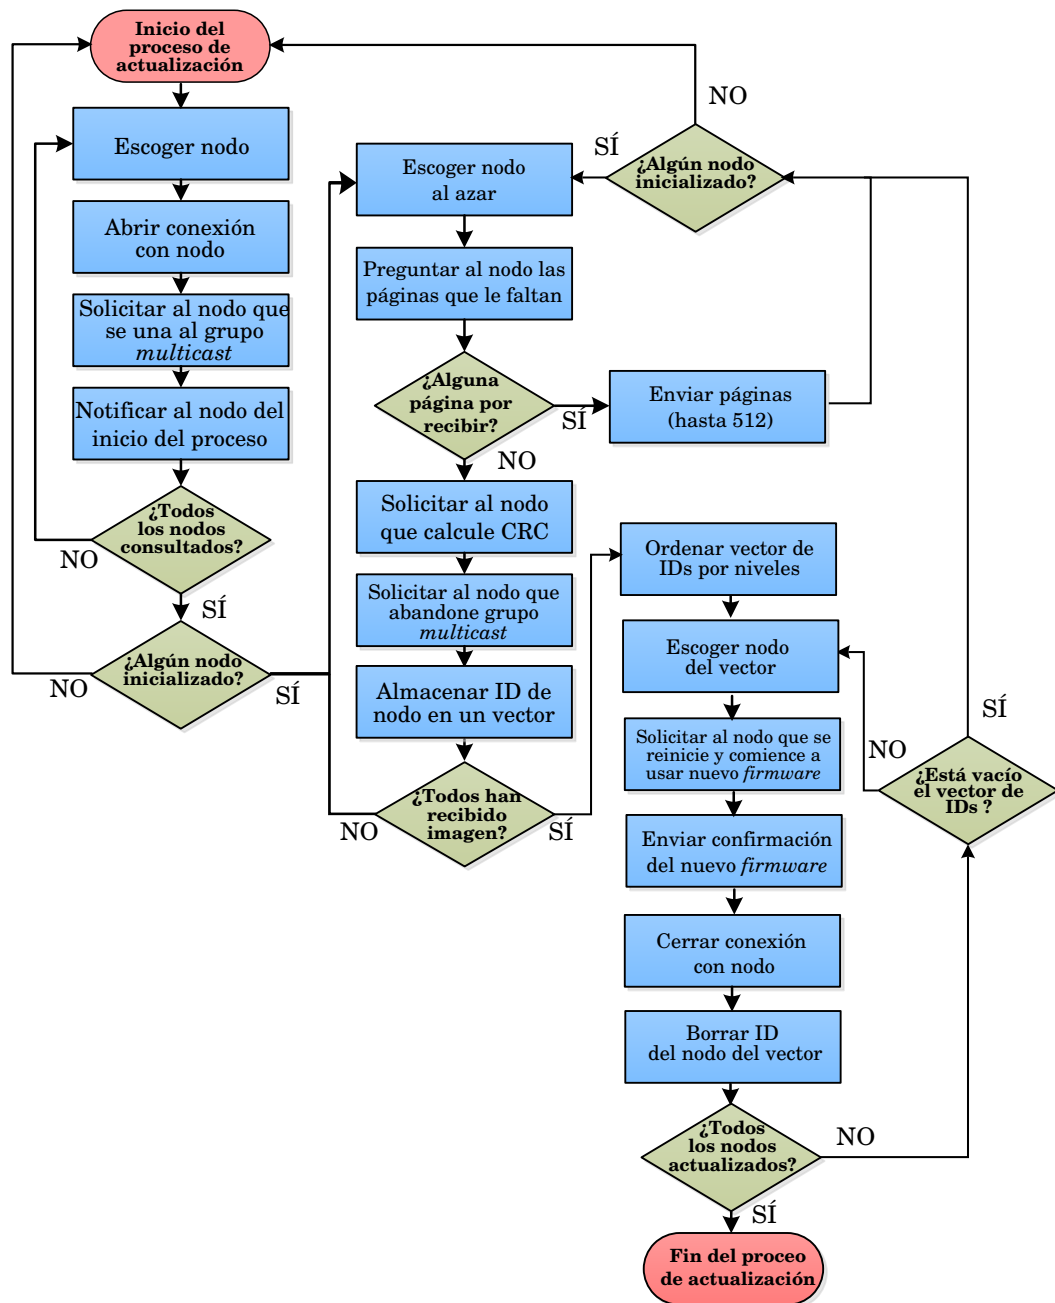 Inicio del
proceso de
actualización
Escoger nodo
Abrir conexión
con nodo
Solicitar al nodo que
se una al grupo
multicast
Notificar al nodo del
inicio del proceso
¿Todos
los nodos
consultados?
NO
SÍ
¿Algún nodo
inicializado?
NO
SÍ
NO
SÍ
¿Algún nodo
inicializado?
Escoger nodo
al azar
Preguntar al nodo las
páginas que le faltan
¿Alguna
página por
recibir?
SÍ
Enviar páginas
(hasta 512)
NO
Solicitar al nodo
que calcule CRC
Solicitar al nodo que
abandone grupo
multicast
Almacenar ID de
nodo en un vector
¿Todos han
recibido
imagen?
NO
SÍ
Ordenar vector de
IDs por niveles
Escoger nodo
del vector
Solicitar al nodo que se
reinicie y comience a
usar nuevo firmware
Enviar confirmación
del nuevo firmware
Cerrar conexión
con nodo
Borrar ID
del nodo del vector
¿Todos
los nodos
actualizados?
NO
SÍ
SÍ
NO
¿Está vacío
el vector de
IDs ?
Fin del proceo
de actualización